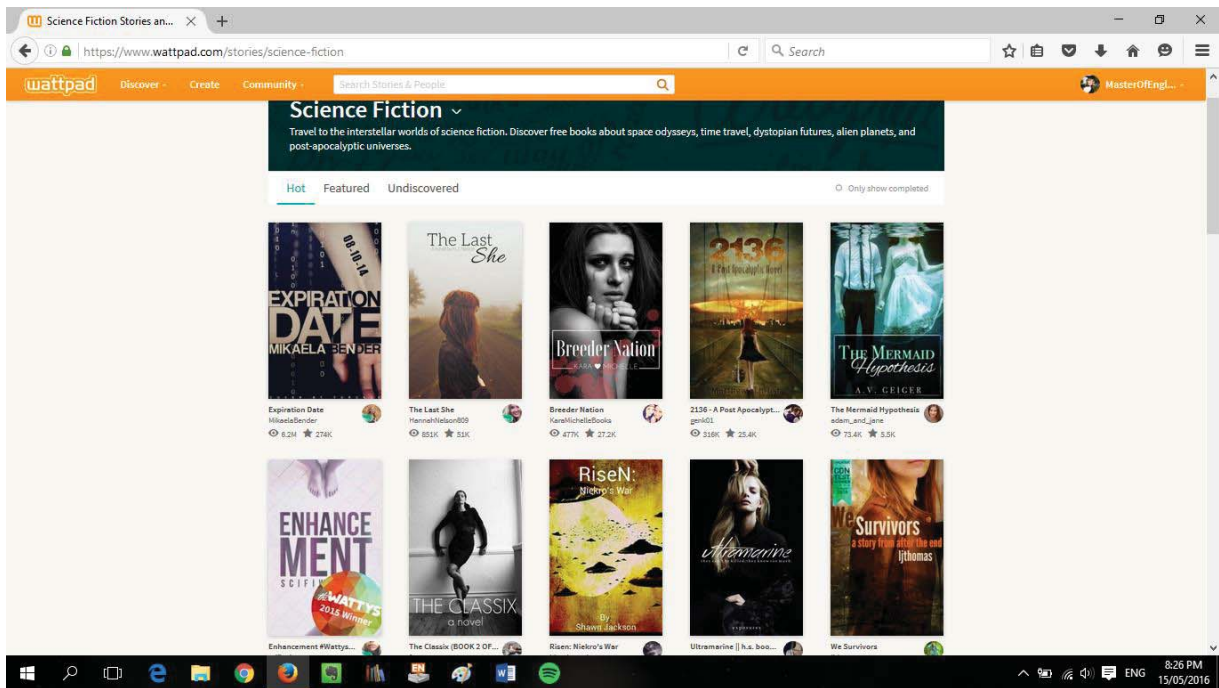 Science Fiction Stories an...
https://www.wattpad.com/stories/science-fiction
Search
wattpad
Discover
Create
Community
Search Stories & People
MasterOfEngl...
Science Fiction
Travel to the interstellar worlds of science fiction. Discover free books about space odysseys, time travel, dystopian futures, alien planets, and
post-apocalyptic universes.
Hot
Featured
Undiscovered
Only show completed
08.10.14
EXPIRATION
DATE
MIKAELA BENDER
The Last
She
Breeder Nation
KARA MICHELLE
2136
A Post Apocalyptic Novel
THE MERMAID
Hypothesis
A.V. GEIGER
Expiration Date
MikaelaBender
6.2M 274K
The Last She
HannahNelson809
851K 51K
Breeder Nation
KaraMichelleBooks
477K 27.2K
2136 - A Post Apocalypt...
genk01
316K 25.4K
The Mermaid Hypothesis
adam_and_jane
73.4K 5.5K
ENHANCE
MENT
the WATTYS
2015 Winner
THE CLASSIX
a novel
RiseN:
Niekro's War
By
Shawn Jackson
ultramarine
We
Survivors
a story from after the end
ljthomas
Enhancement #Wattys...
The Classix (BOOK 2 OF...
Risen: Niekro's War
Ultramarine || h.s. boo...
We Survivors
EN
ENG
8:26 PM
15/05/2016